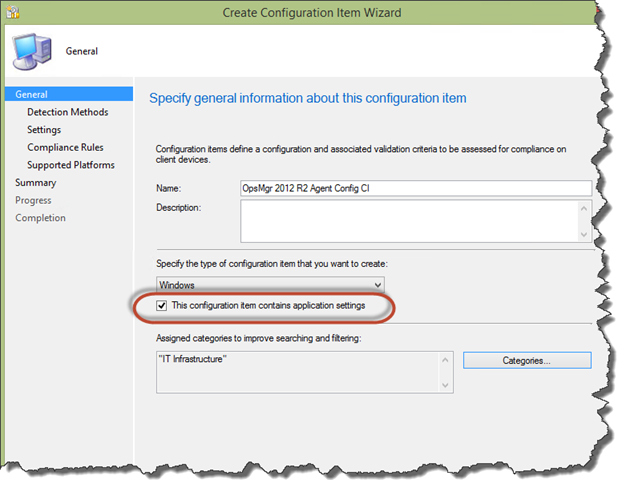 Create Configuration Item Wizard
General
General
Detection Methods
Settings
Compliance Rules
Supported Platforms
Summary
Progress
Completion
Specify general information about this configuration item
Configuration items define a configuration and associated validation criteria to be assessed for compliance on
client devices.
Name:
OpsMgr 2012 R2 Agent Config CI
Description:
Specify the type of configuration item that you want to create:
Windows
This configuration item contains application settings
Assigned categories to improve searching and filtering:
"IT Infrastructure"
Categories...